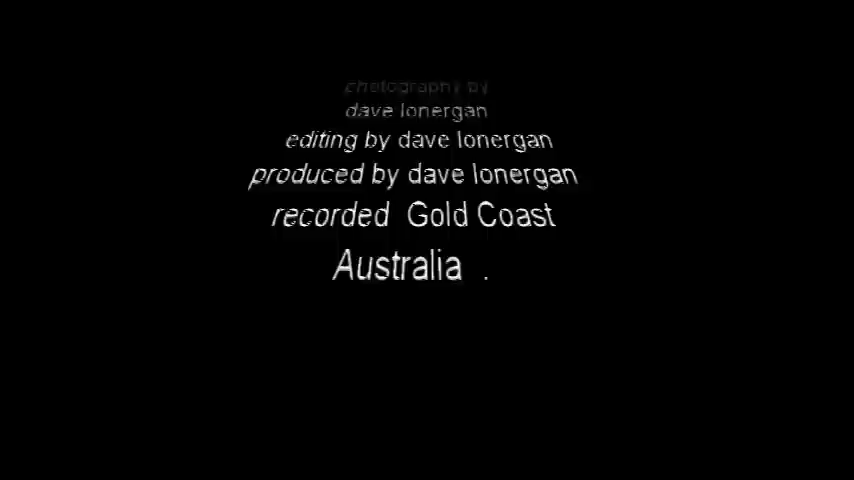 photography by
dave lonergan
editing by dave lonergan
produced by dave lonergan
recorded Gold Coast
Australia .